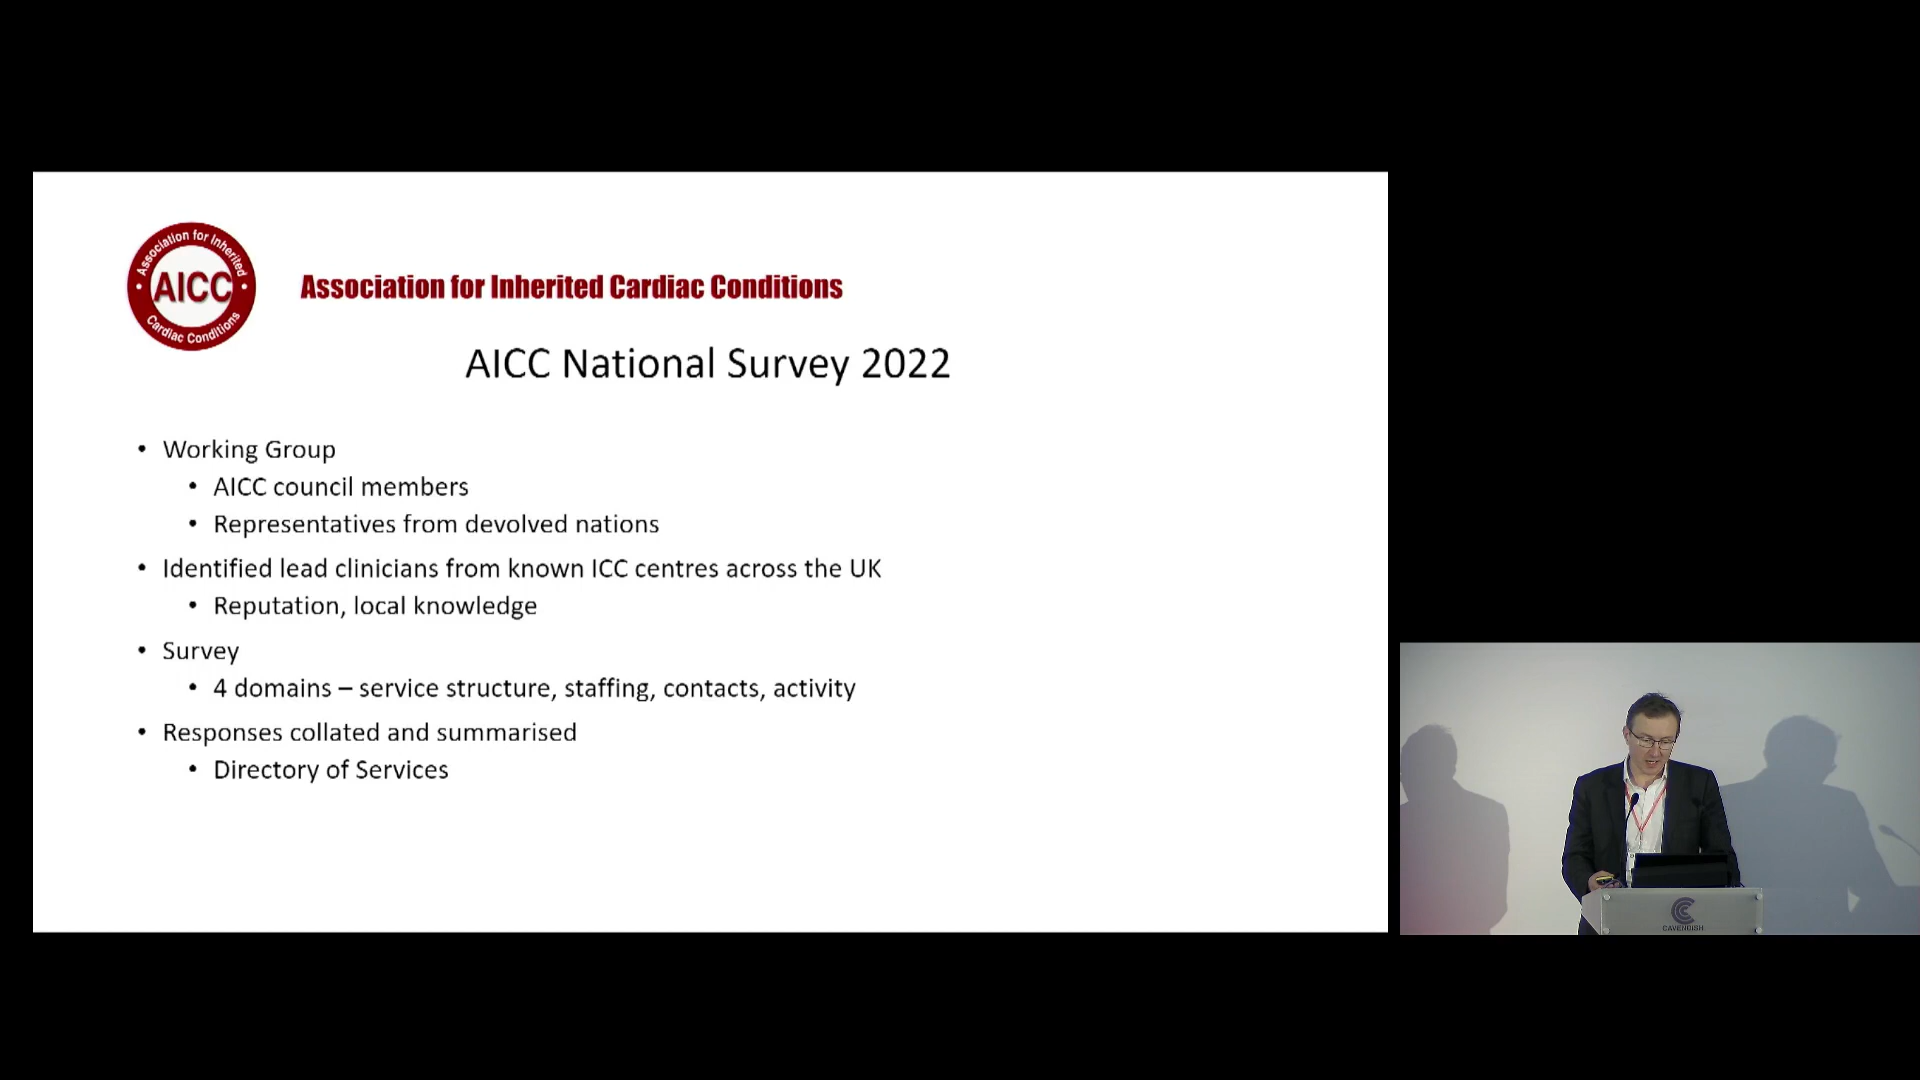 Association for Inherited
AICC
Cardiac Conditions
Association for Inherited Cardiac Conditions
AICC National Survey 2022
• Working Group
• AICC council members
• Representatives from devolved nations
• Identified lead clinicians from known ICC centres across the UK
• Reputation, local knowledge
• Survey
• 4 domains – service structure, staffing, contacts, activity
• Responses collated and summarised
• Directory of Services
CAVENDISH